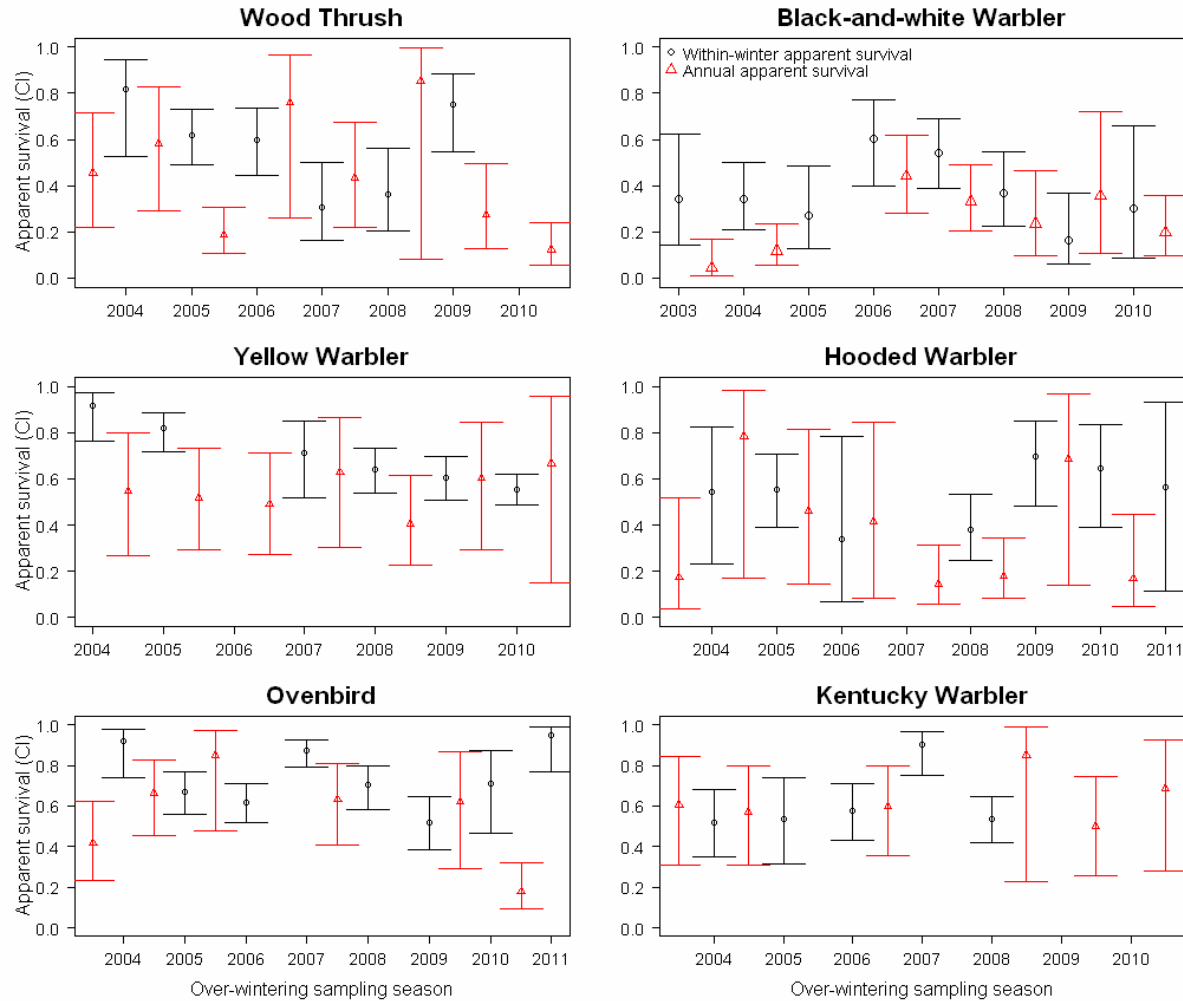 Wood Thrush
Apparent survival (CI)
1.0
0.8
0.6
0.4
0.2
0.0
2004 2005 2006 2007 2008 2009 2010
Black-and-white Warbler
Within-winter apparent survival
Annual apparent survival
1.0
0.8
0.6
0.4
0.2
0.0
2003 2004 2005 2006 2007 2008 2009 2010
Yellow Warbler
Apparent survival (CI)
1.0
0.8
0.6
0.4
0.2
0.0
2004 2005 2006 2007 2008 2009 2010
Hooded Warbler
1.0
0.8
0.6
0.4
0.2
0.0
2004 2005 2006 2007 2008 2009 2010 2011
Ovenbird
Apparent survival (CI)
1.0
0.8
0.6
0.4
0.2
0.0
2004 2005 2006 2007 2008 2009 2010 2011
Over-wintering sampling season
Kentucky Warbler
1.0
0.8
0.6
0.4
0.2
0.0
2004 2005 2006 2007 2008 2009 2010
Over-wintering sampling season